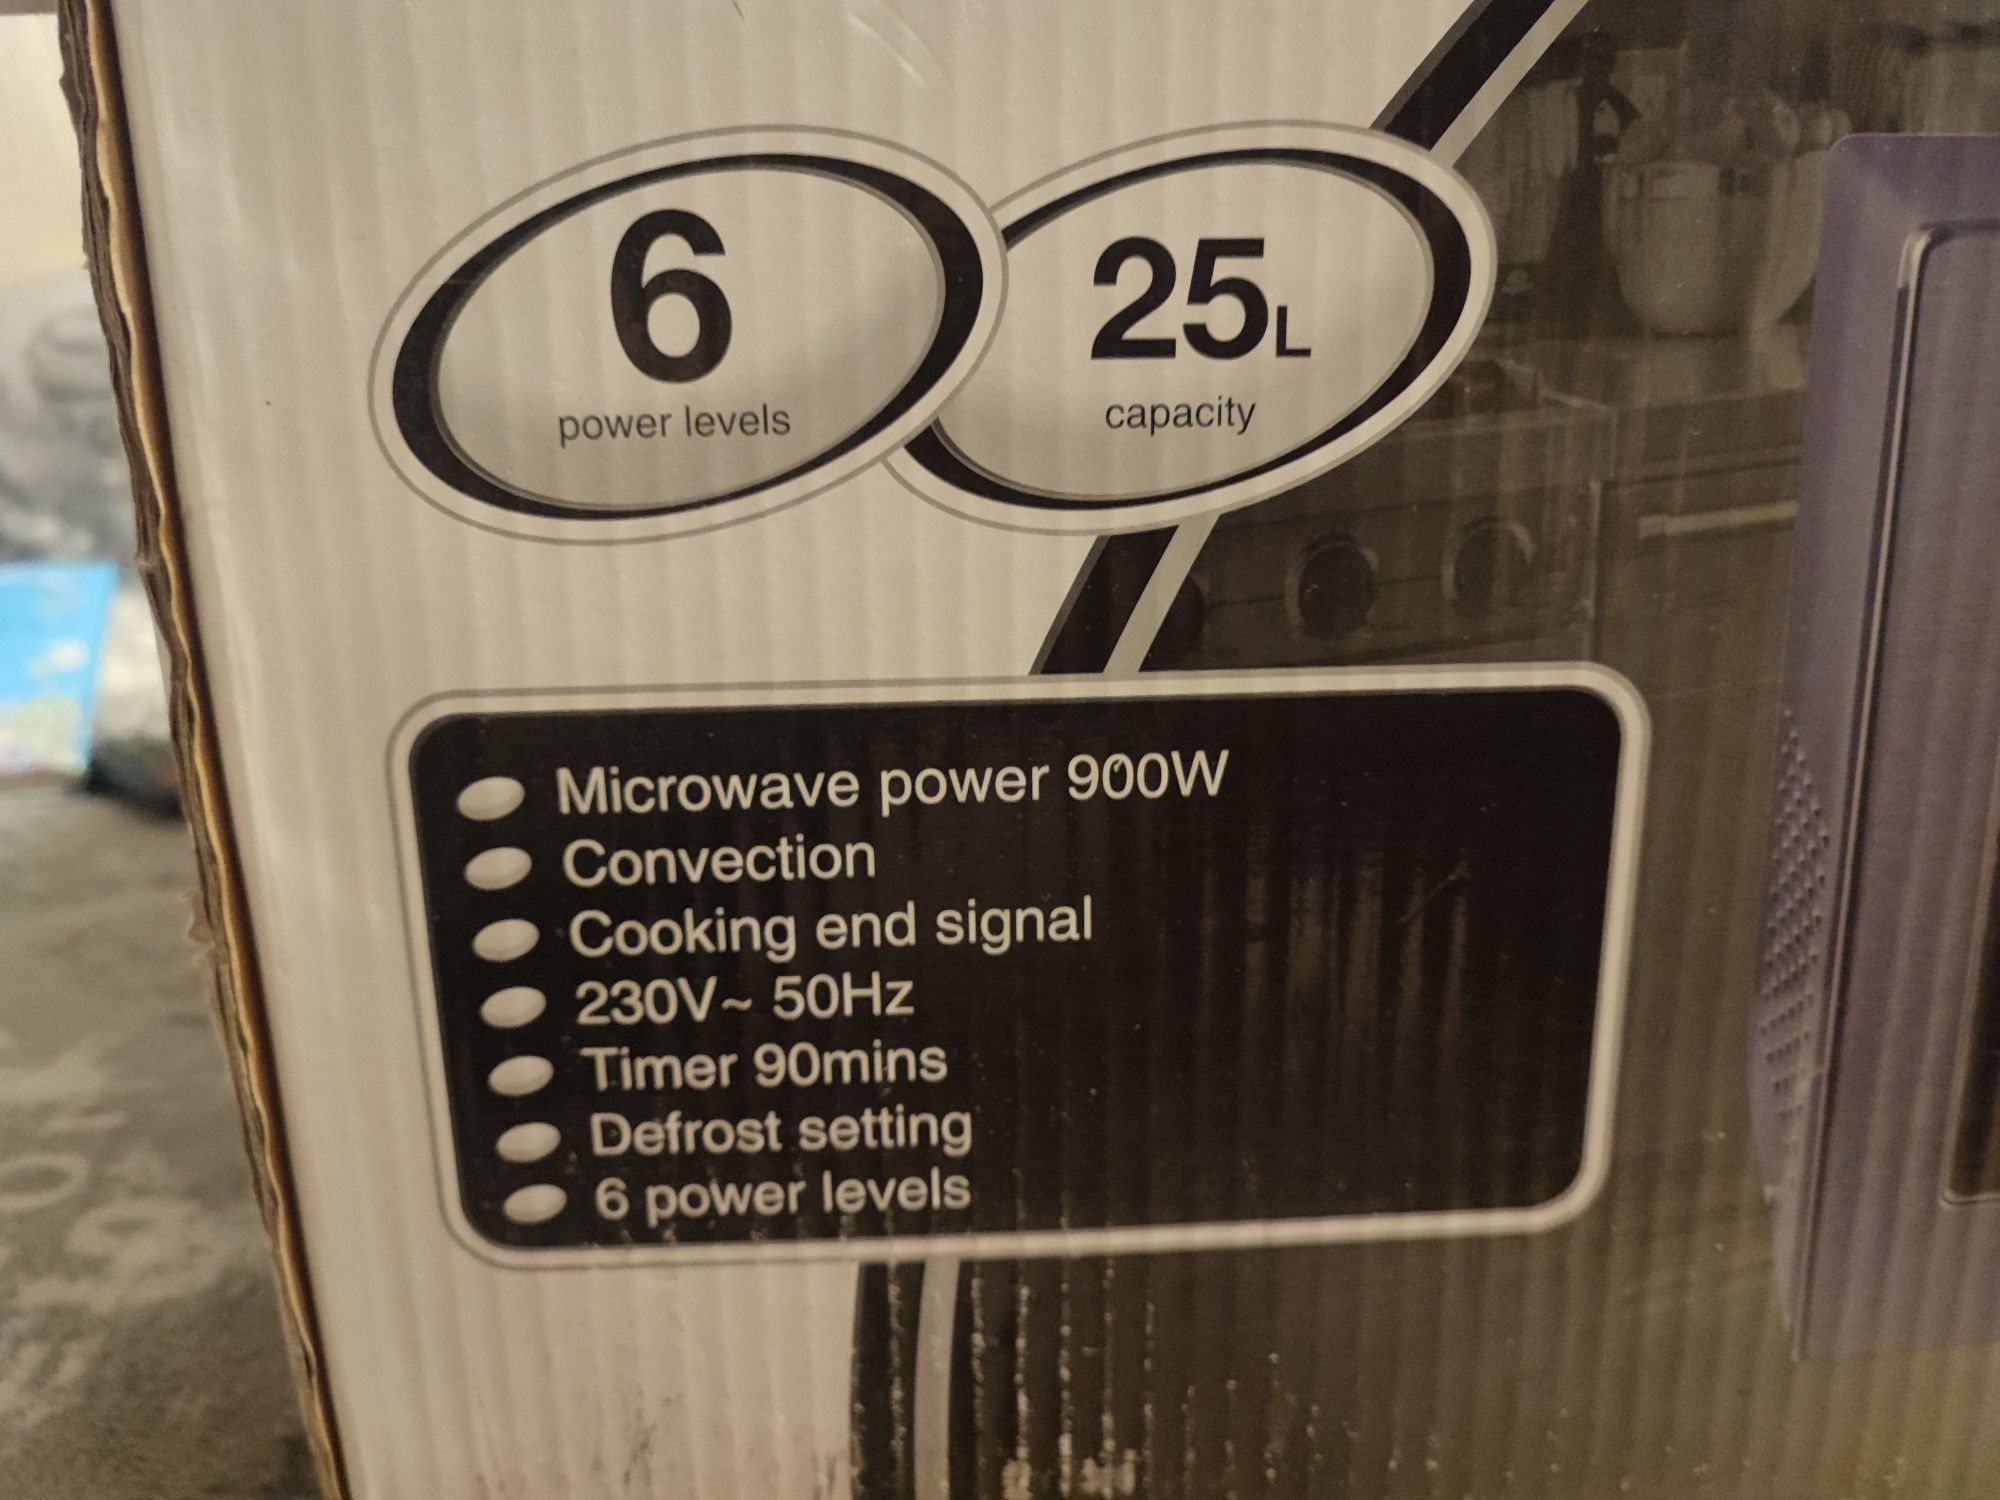 6
power levels
25L
capacity
Microwave power 900W
Convection
Cooking end signal
230V~ 50Hz
Timer 90mins
Defrost setting
6 power levels